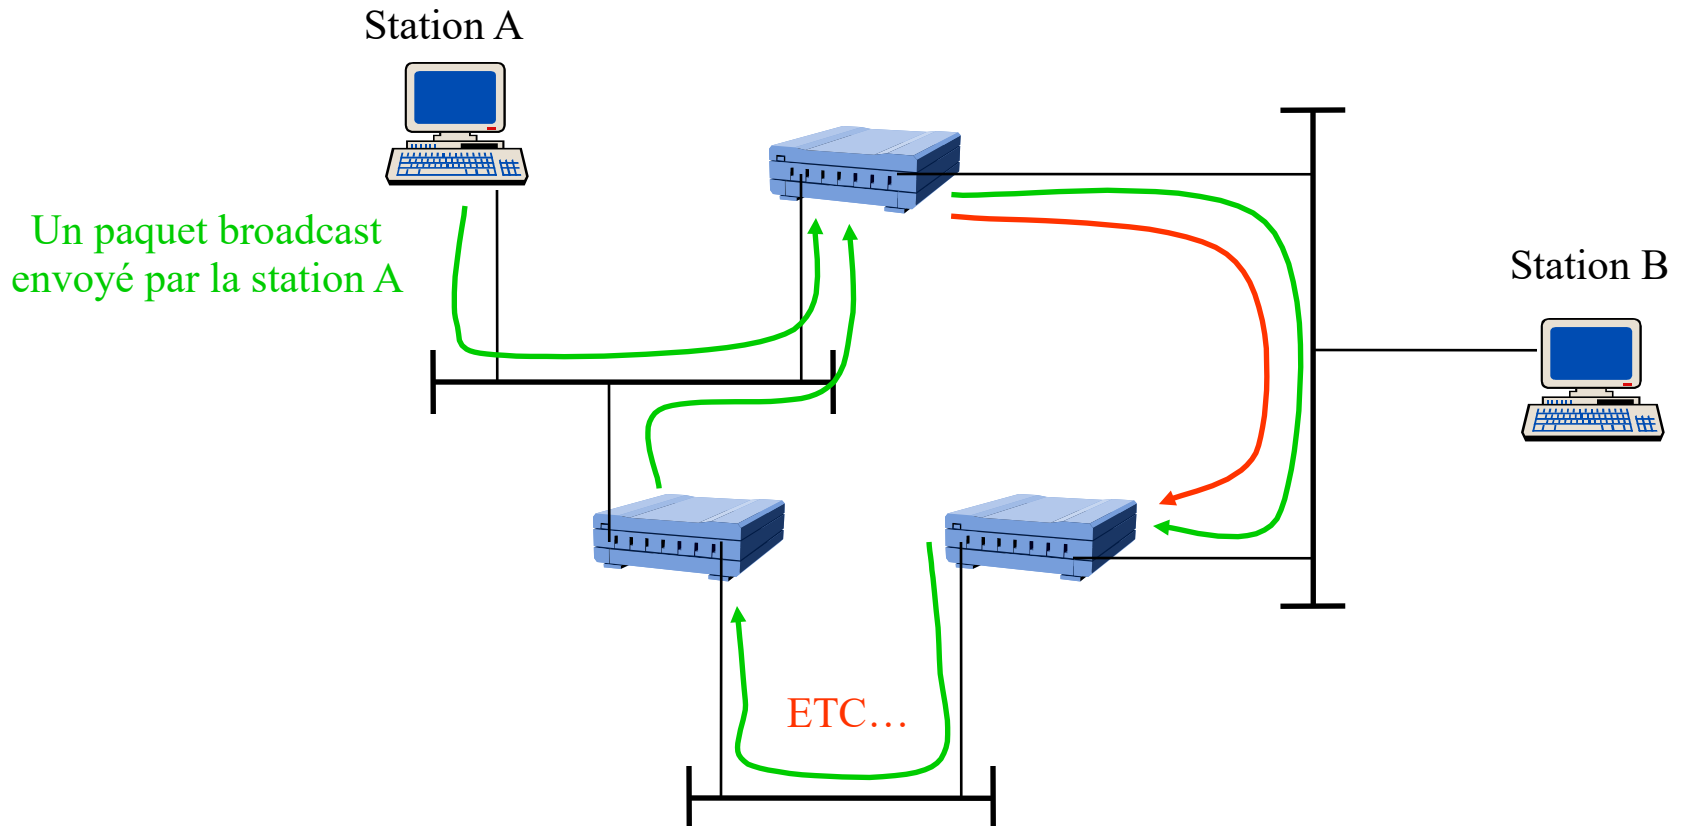 Station A
Un paquet broadcast
envoyé par la station A
Station B
ETC…